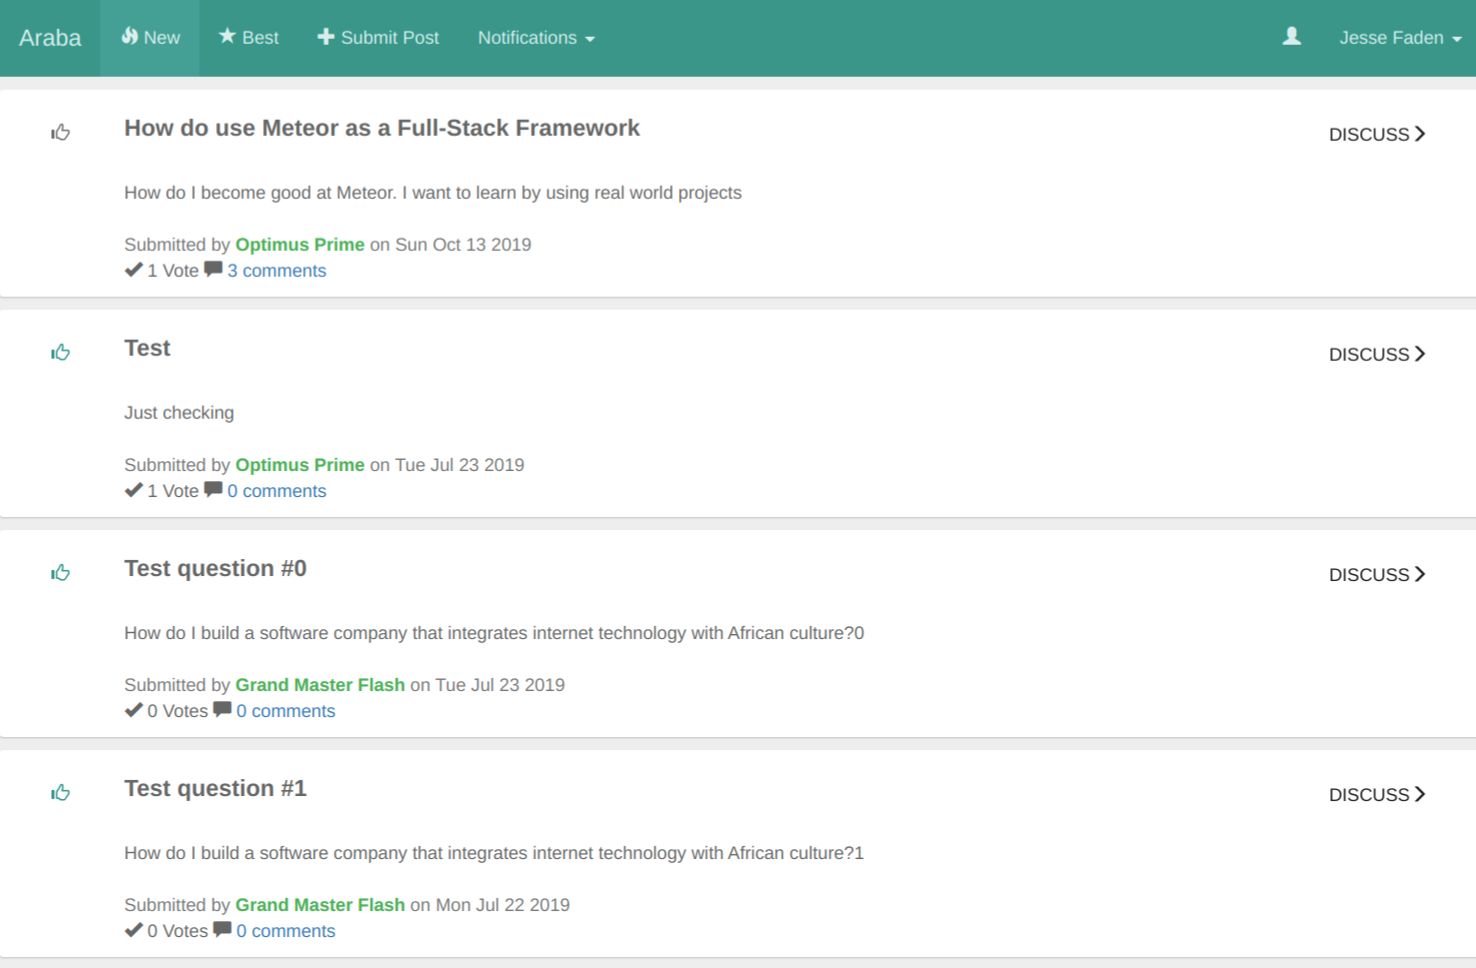 Araba New Best Submit Post Notifications Jesse Faden
How do use Meteor as a Full-Stack Framework
DISCUSS
How do I become good at Meteor. I want to learn by using real world projects
Submitted by Optimus Prime on Sun Oct 13 2019
1 Vote 3 comments
Test
DISCUSS
Just checking
Submitted by Optimus Prime on Tue Jul 23 2019
1 Vote 0 comments
Test question #0
DISCUSS
How do I build a software company that integrates internet technology with African culture?0
Submitted by Grand Master Flash on Tue Jul 23 2019
0 Votes 0 comments
Test question #1
DISCUSS
How do I build a software company that integrates internet technology with African culture?1
Submitted by Grand Master Flash on Mon Jul 22 2019
0 Votes 0 comments